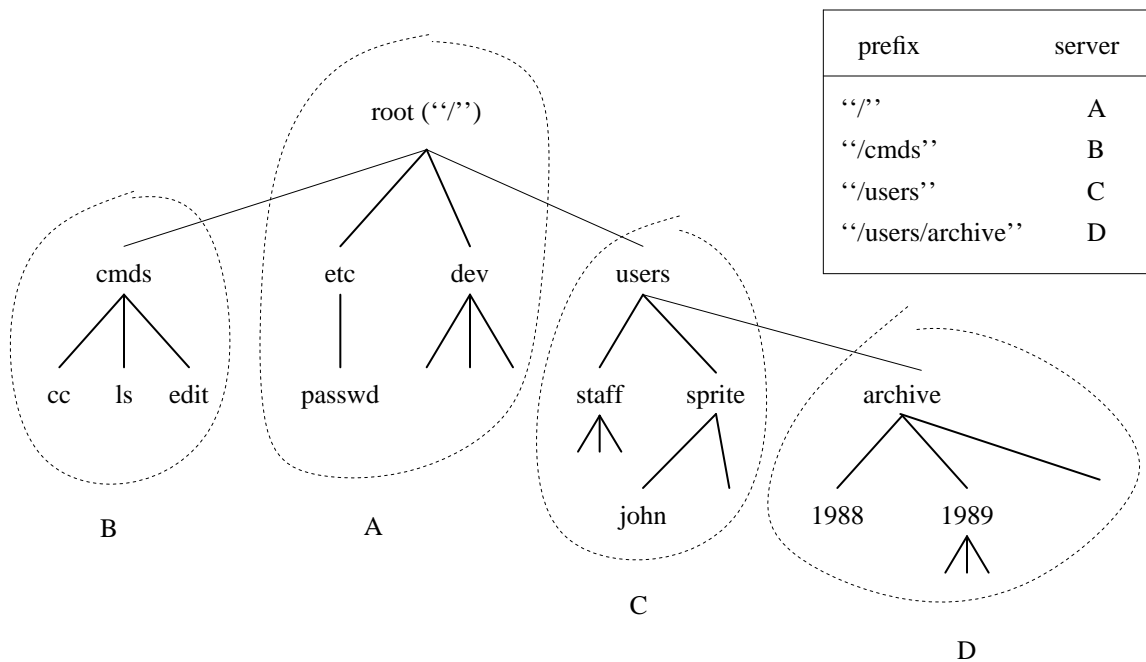 prefix server
root (‘‘/’’)
‘‘/’’ A
‘‘/cmds’’ B
‘‘/users’’ C
‘‘/users/archive’’ D
cmds etc dev users
cc ls edit passwd staff sprite archive
john 1988 1989
B A
C
D